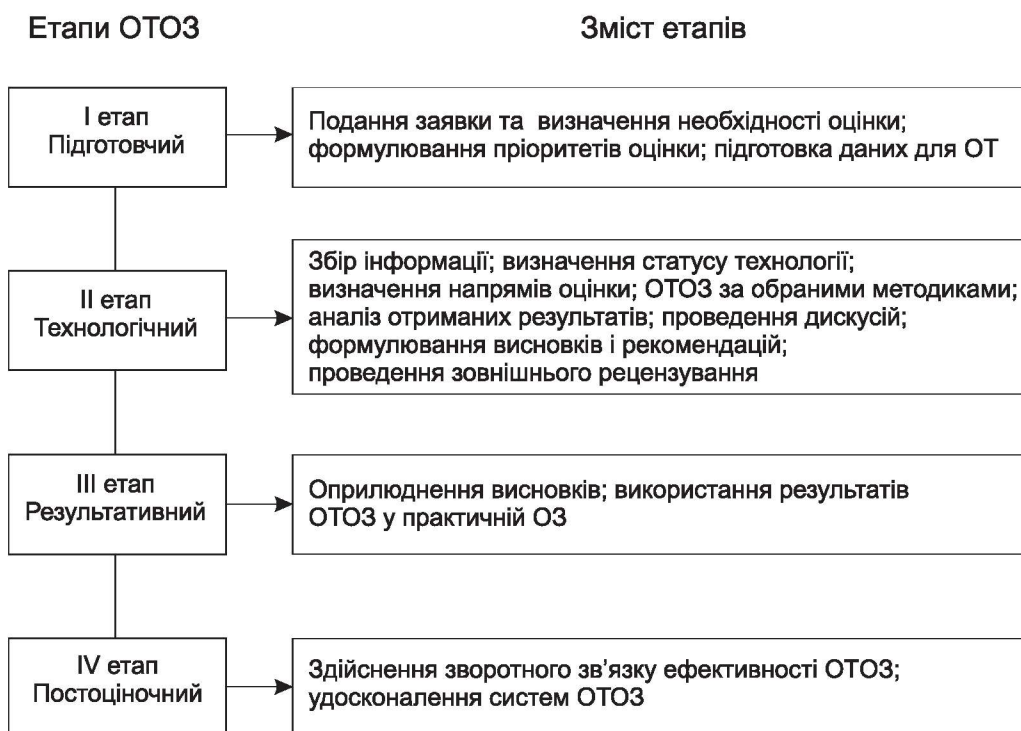 Етапи ОТОЗ
Зміст етапів
І етап
Підготовчий
Подання заявки та визначення необхідності оцінки;
формулювання пріоритетів оцінки; підготовка даних для ОТ
ІІ етап
Технологічний
Збір інформації; визначення статусу технології;
визначення напрямів оцінки; ОТОЗ за обраними методиками;
аналіз отриманих результатів; проведення дискусій;
формулювання висновків і рекомендацій;
проведення зовнішнього рецензування
ІІІ етап
Результативний
Оприлюднення висновків; використання результатів
ОТОЗ у практичній ОЗ
IV етап
Постоціночний
Здійснення зворотного зв’язку ефективності ОТОЗ;
удосконалення систем ОТОЗ